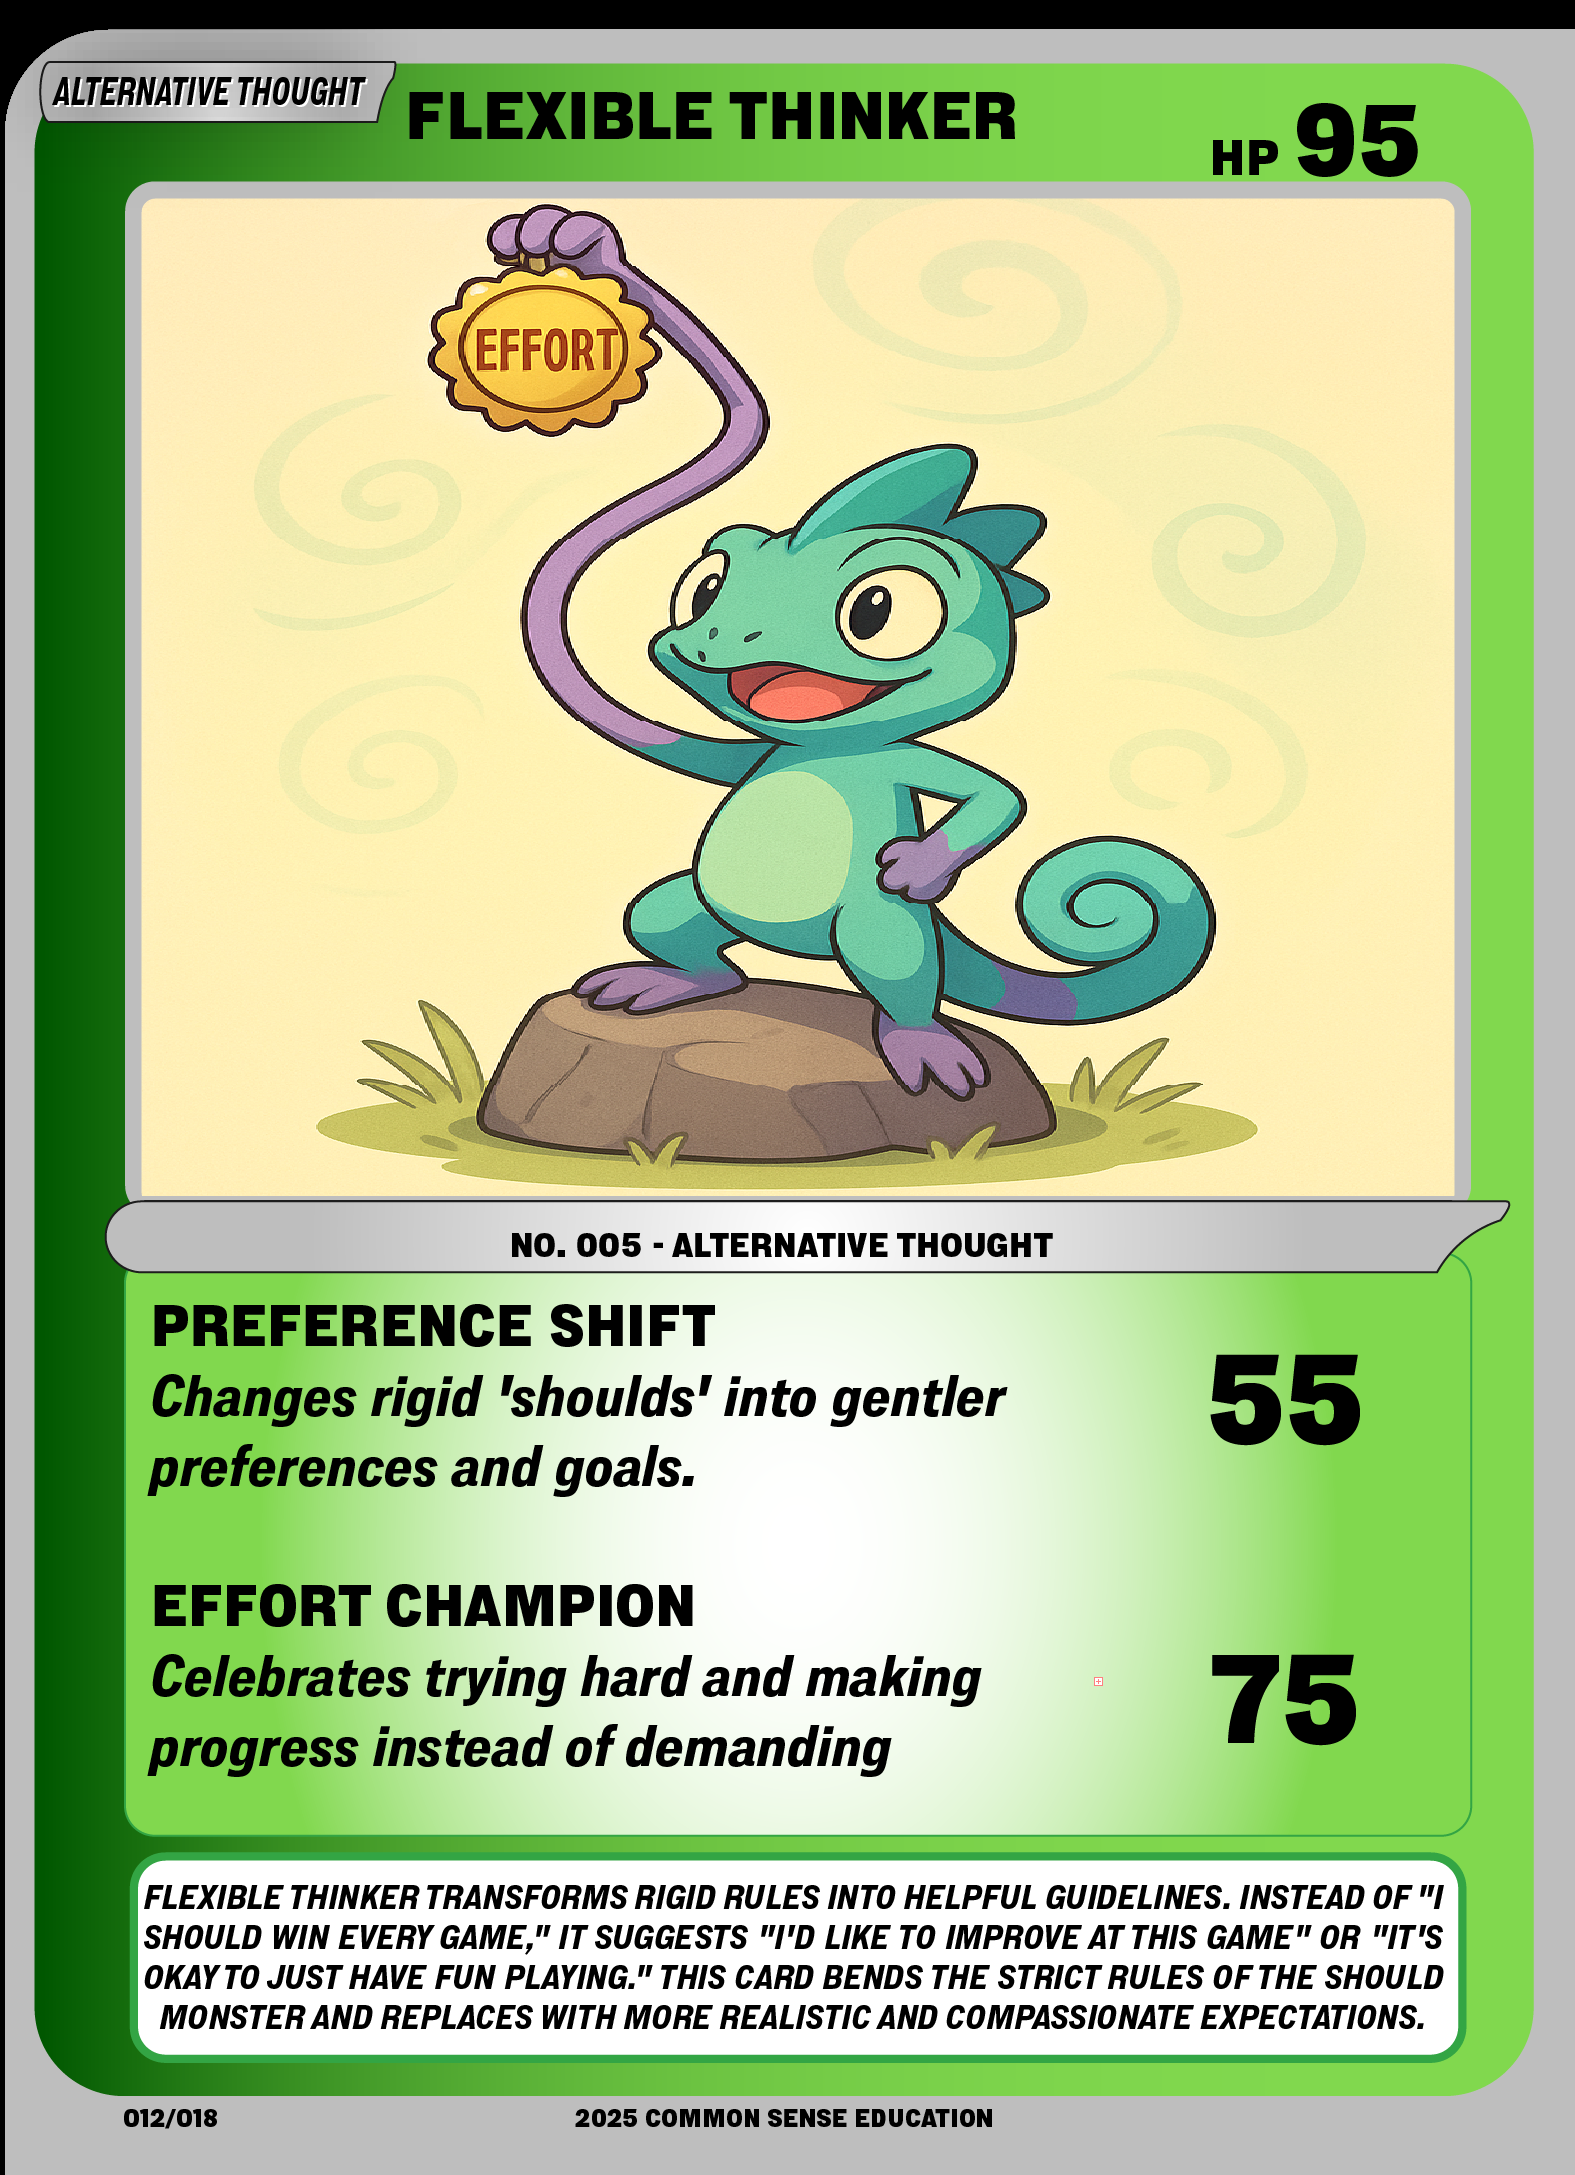 ALTERNATIVE THOUGHT
FLEXIBLE THINKER
HP 95
EFFORT
NO. 005 - ALTERNATIVE THOUGHT
PREFERENCE SHIFT
Changes rigid 'shoulds' into gentler
preferences and goals.
55
EFFORT CHAMPION
Celebrates trying hard and making
progress instead of demanding
75
FLEXIBLE THINKER TRANSFORMS RIGID RULES INTO HELPFUL GUIDELINES. INSTEAD OF "I
SHOULD WIN EVERY GAME," IT SUGGESTS "I'D LIKE TO IMPROVE AT THIS GAME" OR "IT'S
OKAY TO JUST HAVE FUN PLAYING." THIS CARD BENDS THE STRICT RULES OF THE SHOULD
MONSTER AND REPLACES WITH MORE REALISTIC AND COMPASSIONATE EXPECTATIONS.
012/018
2025 COMMON SENSE EDUCATION